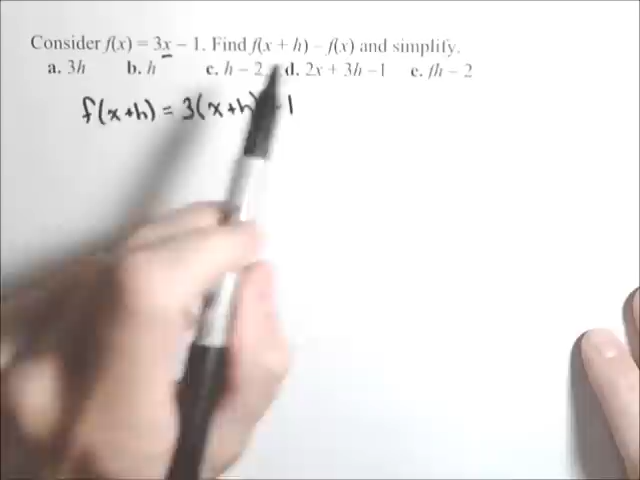 Consider f(x) = 3x − 1. Find f(x + h) − f(x) and simplify.
a. 3h b. h c. h − 2 d. 2x + 3h − 1 e. fh − 2
f(x+h) = 3(x+h) - 1